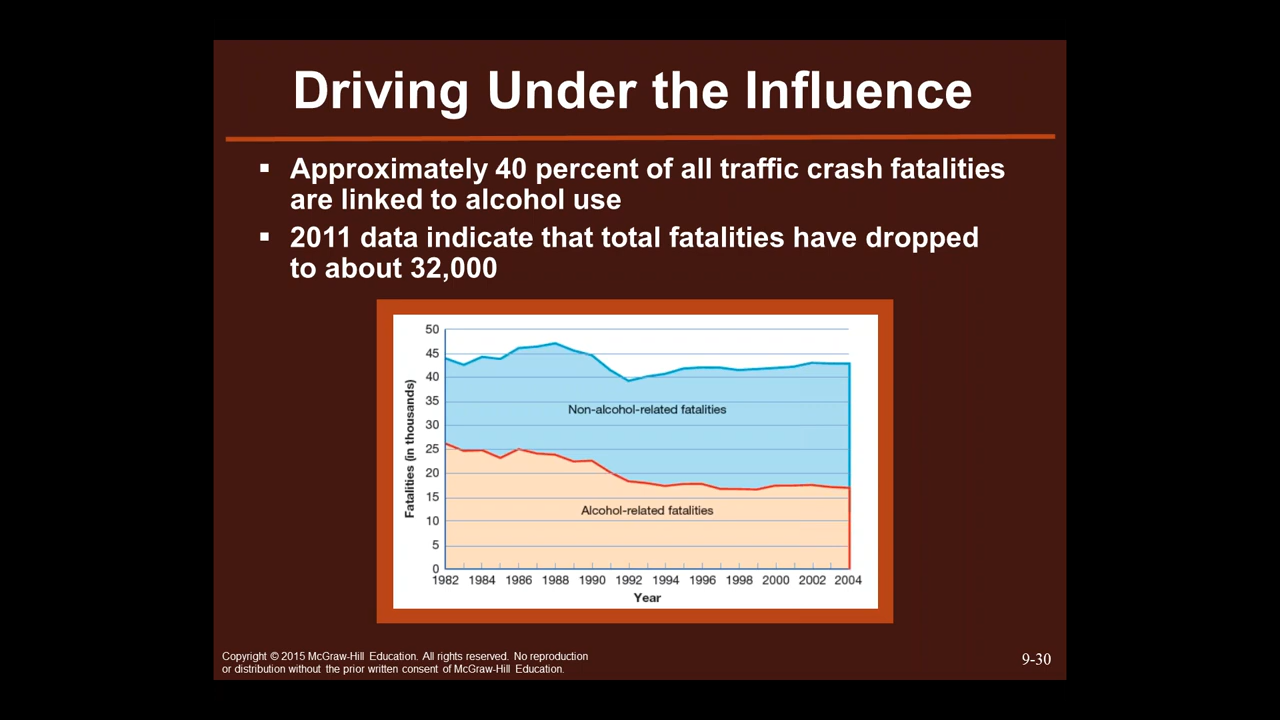 Driving Under the Influence
▪ Approximately 40 percent of all traffic crash fatalities
are linked to alcohol use
▪ 2011 data indicate that total fatalities have dropped
to about 32,000
50
45
40
35
30
25
20
15
10
5
0
Fatalities (in thousands)
Non-alcohol-related fatalities
Alcohol-related fatalities
1982 1984 1986 1988 1990 1992 1994 1996 1998 2000 2002 2004
Year
Copyright © 2015 McGraw-Hill Education. All rights reserved. No reproduction
or distribution without the prior written consent of McGraw-Hill Education.
9-30